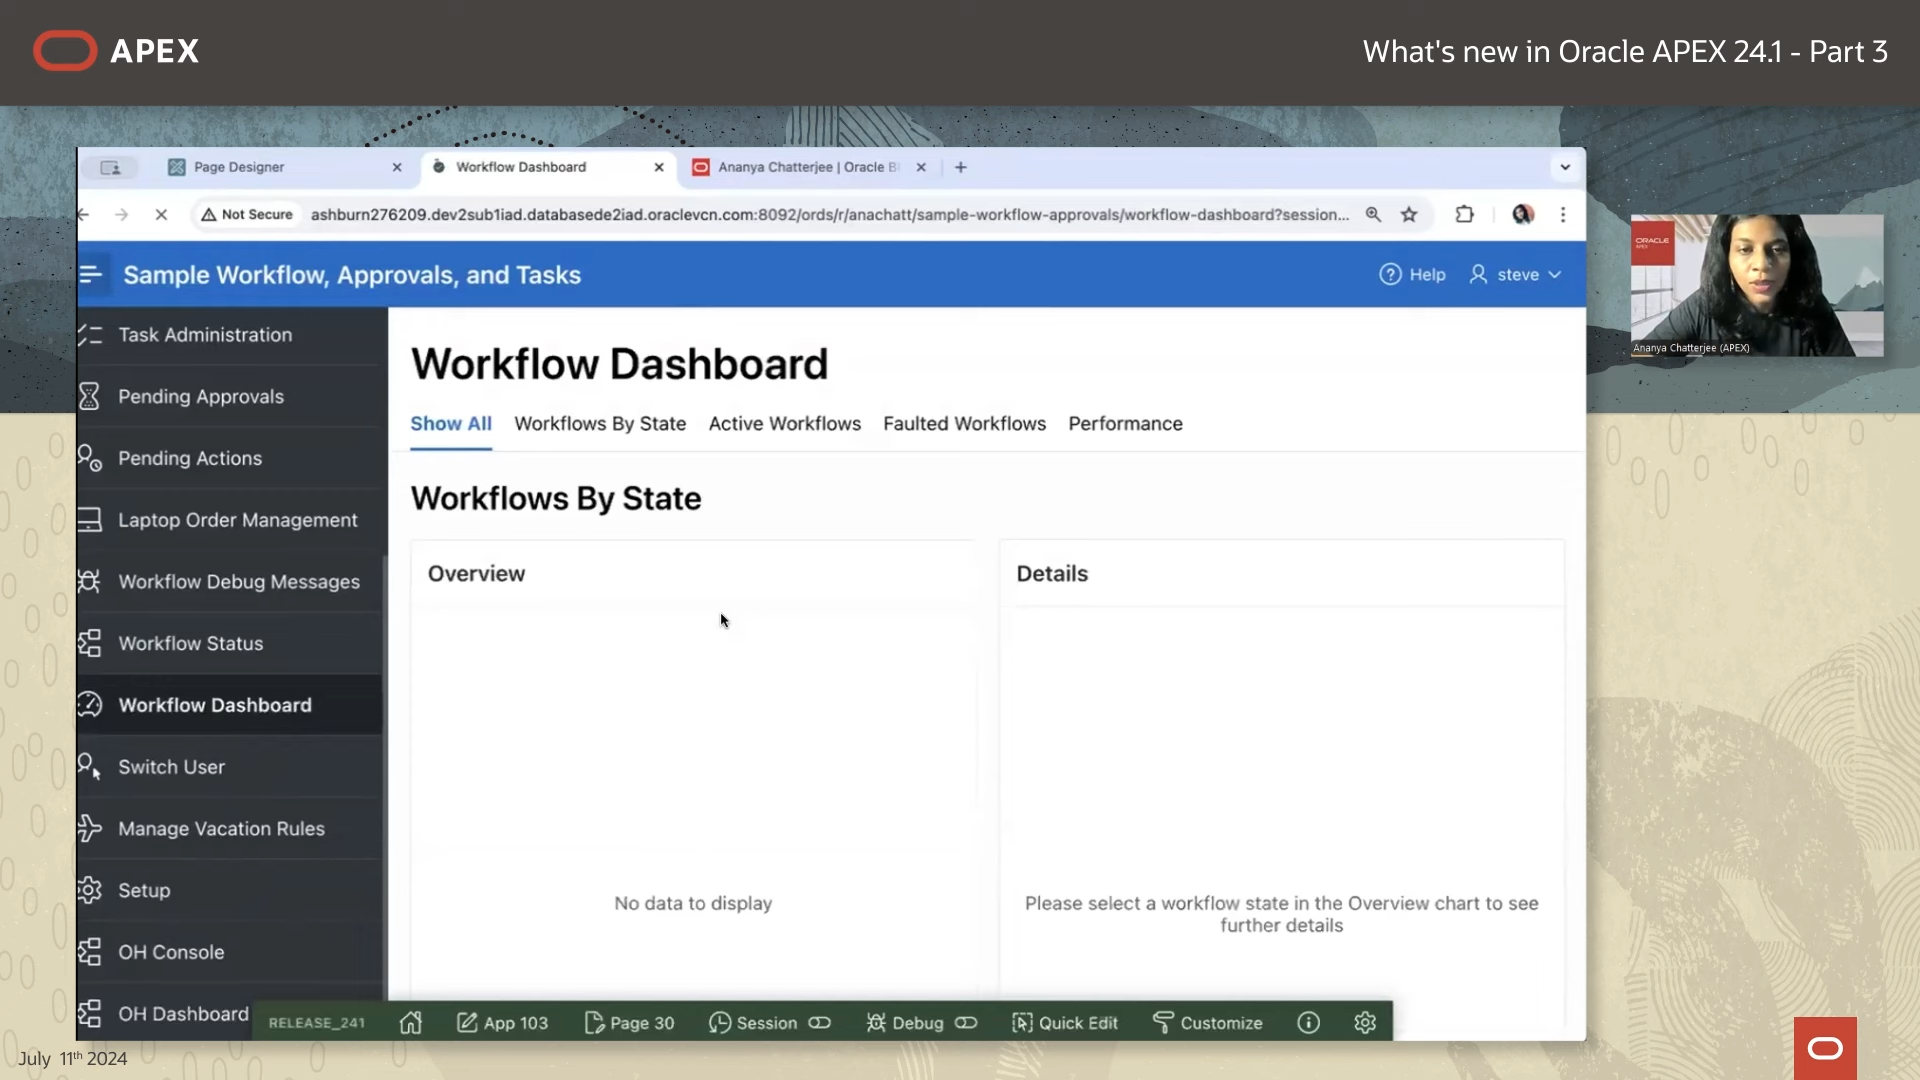 APEX
What's new in Oracle APEX 24.1 - Part 3
Page Designer
Workflow Dashboard
Ananya Chatterjee | Oracle B
Not Secure
ashburn276209.dev2sub1iad.databasede2iad.oraclevcn.com:8092/ords/r/anachatt/sample-workflow-approvals/workflow-dashboard?session...
Sample Workflow, Approvals, and Tasks
Help
steve
ORACLE
APEX
Ananya Chatterjee (APEX)
Task Administration
Pending Approvals
Pending Actions
Laptop Order Management
Workflow Debug Messages
Workflow Status
Workflow Dashboard
Switch User
Manage Vacation Rules
Setup
OH Console
OH Dashboard
Workflow Dashboard
Show All
Workflows By State
Active Workflows
Faulted Workflows
Performance
Workflows By State
Overview
No data to display
Details
Please select a workflow state in the Overview chart to see
further details
RELEASE_241
App 103
Page 30
Session
Debug
Quick Edit
Customize
July 11th 2024